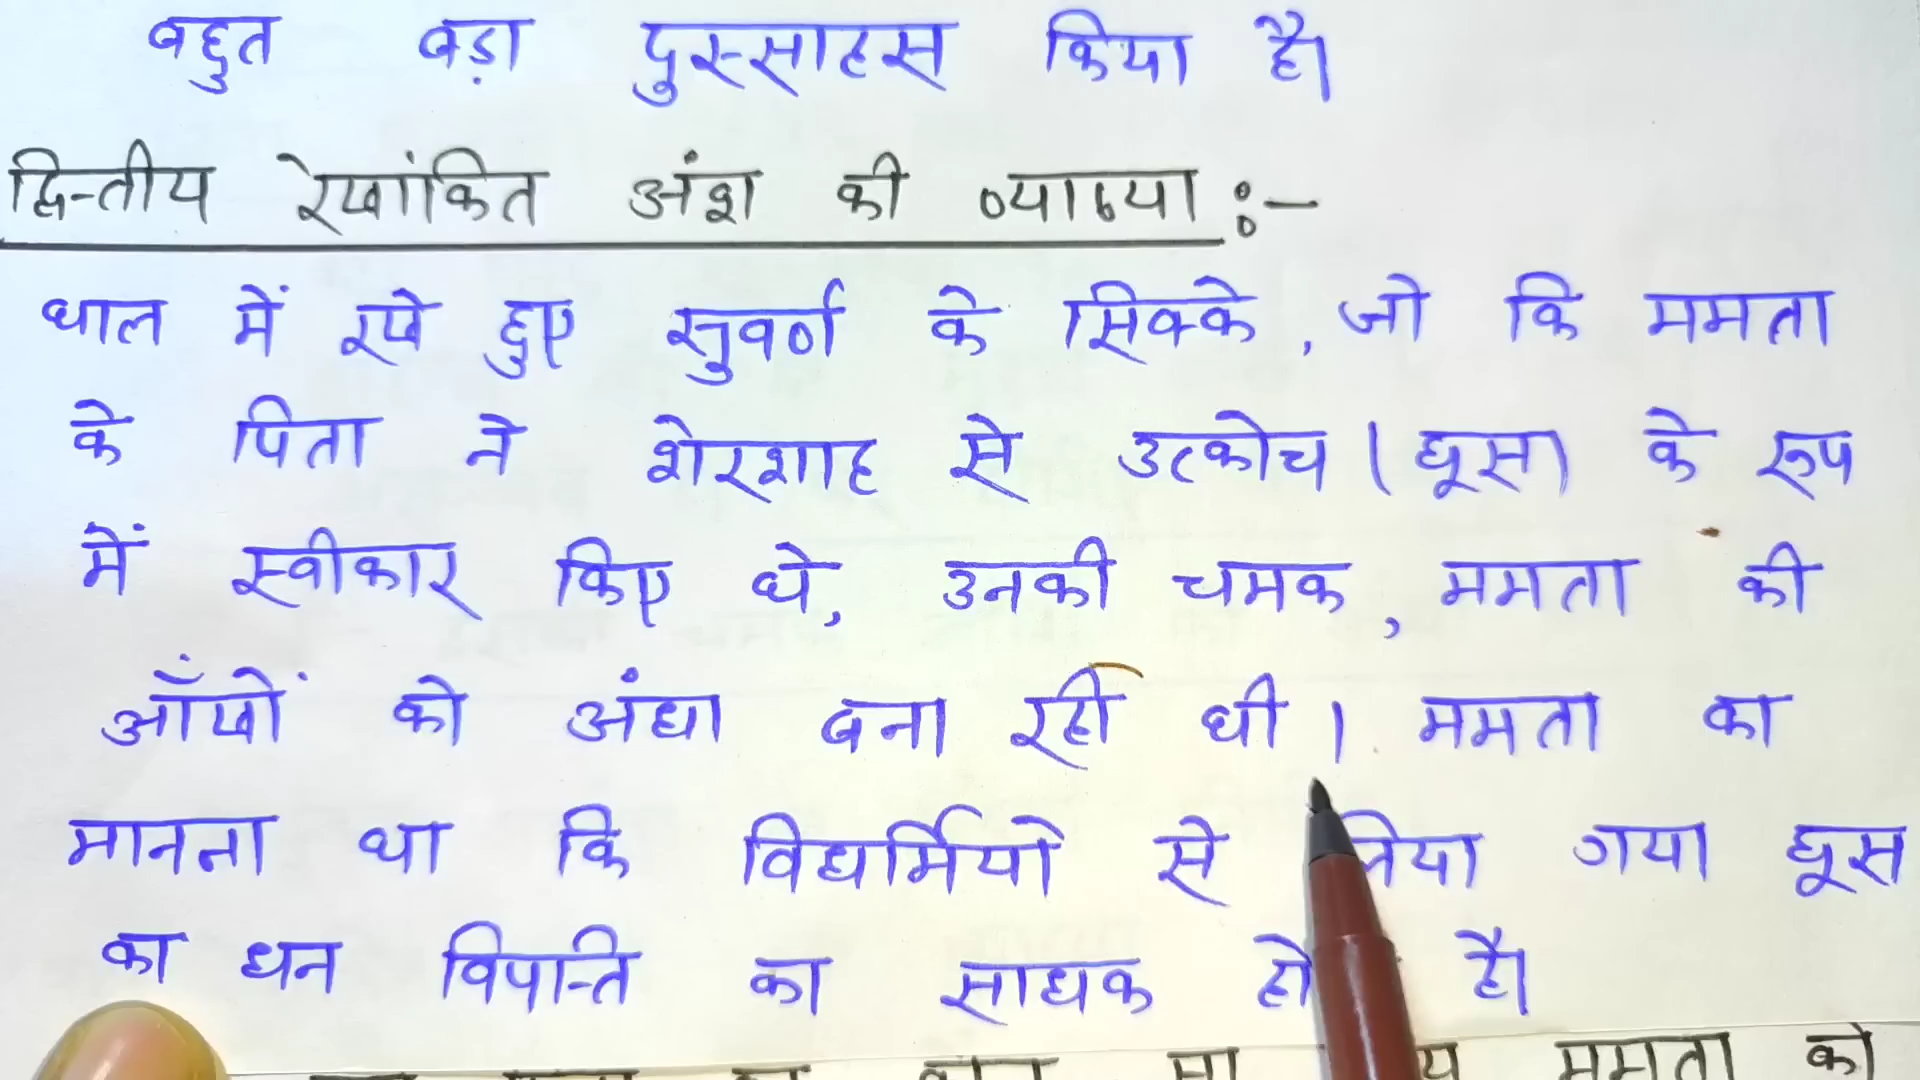 बहुत बड़ा दुस्साहस किया है।
द्वितीय रेखांकित अंश की व्याख्या :-
थाल में रखे हुए सुवर्ण के सिक्के, जो कि ममता
के पिता ने शेरशाह से उत्कोच (घूस) के रूप
में स्वीकार किए थे, उनकी चमक, ममता की
आँखों को अंधा बना रही थी। ममता का
मानना था कि विधर्मियो से लिया गया घूस
का धन विपत्ति का साधक है।
ममता को